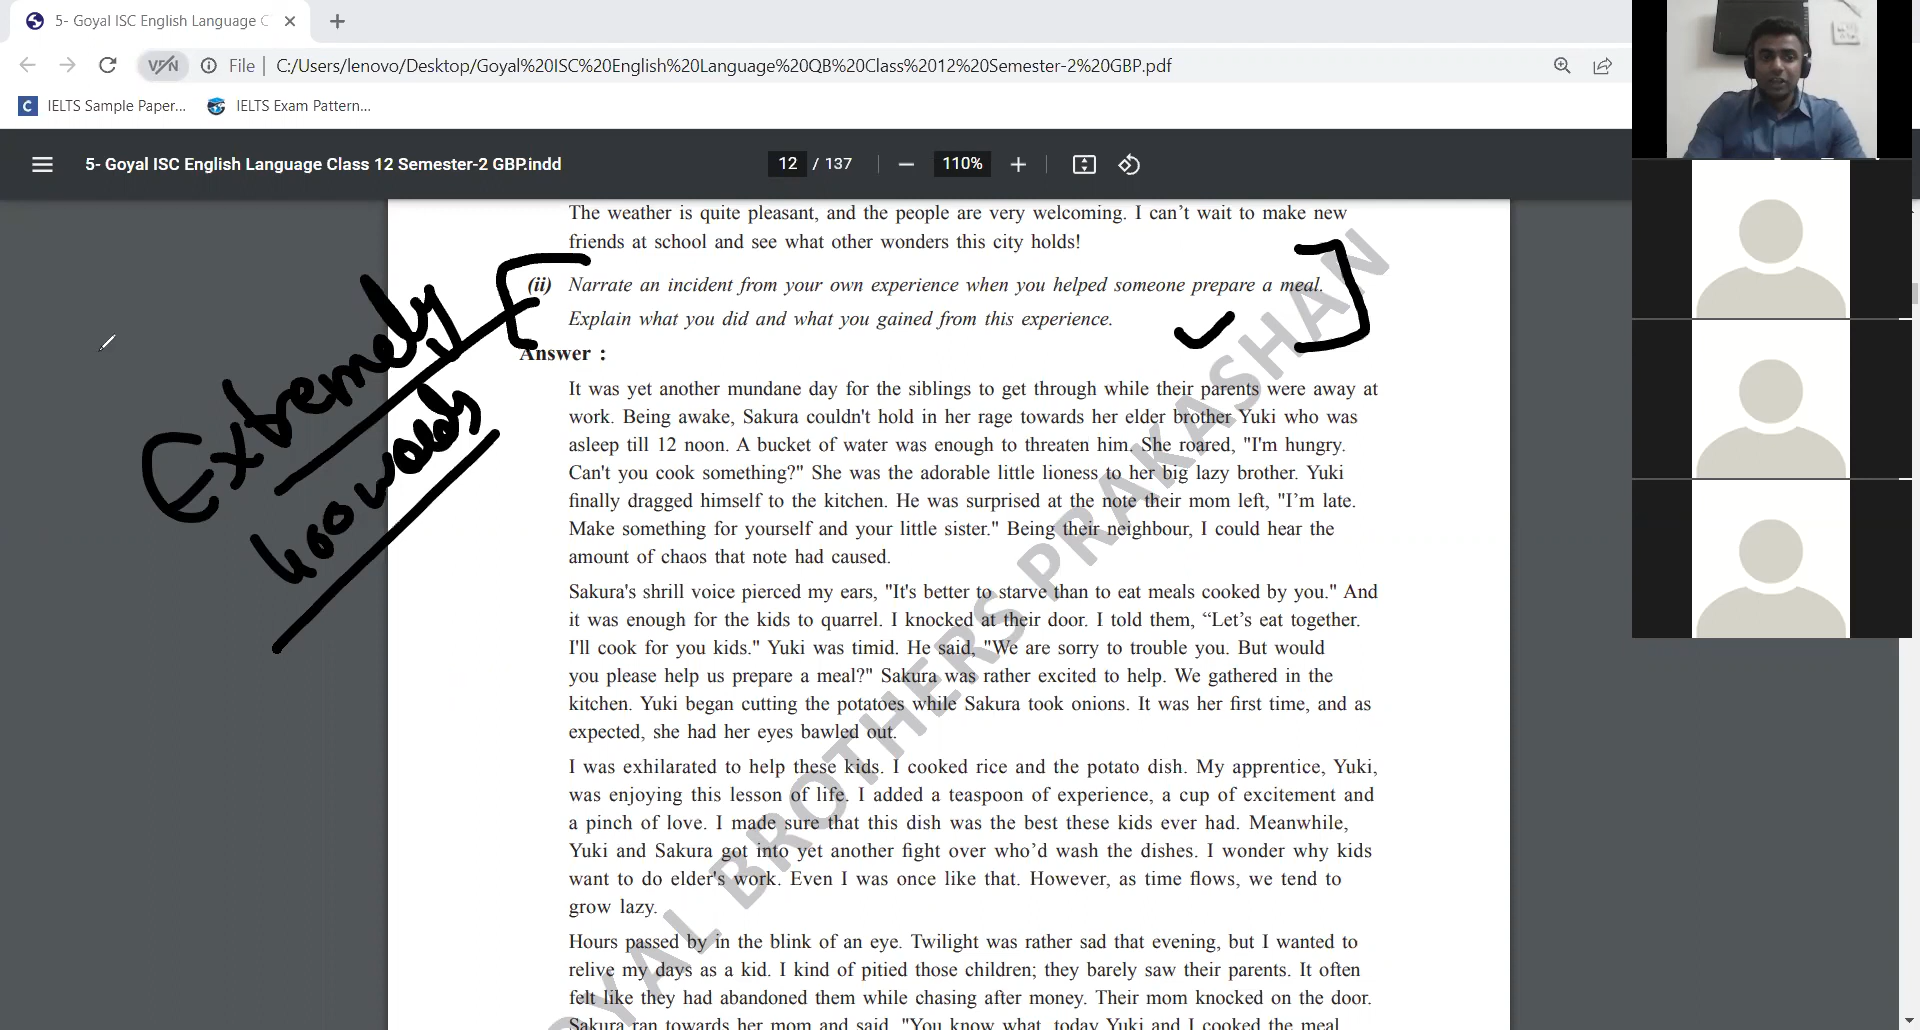 5- Goyal ISC English Language C
File
C:/Users/lenovo/Desktop/Goyal%20ISC%20English%20Language%20QB%20Class%2012%20Semester-2%20GBP.pdf
IELTS Sample Paper...
IELTS Exam Pattern...
5- Goyal ISC English Language Class 12 Semester-2 GBP.indd
12 / 137
110%
The weather is quite pleasant, and the people are very welcoming. I can’t wait to make new
friends at school and see what other wonders this city holds!
(ii) Narrate an incident from your own experience when you helped someone prepare a meal.
Explain what you did and what you gained from this experience.
Answer :
Extremely
400 words
It was yet another mundane day for the siblings to get through while their parents were away at
work. Being awake, Sakura couldn't hold in her rage towards her elder brother Yuki who was
asleep till 12 noon. A bucket of water was enough to threaten him. She roared, "I'm hungry.
Can't you cook something?" She was the adorable little lioness to her big lazy brother. Yuki
finally dragged himself to the kitchen. He was surprised at the note their mom left, "I’m late.
Make something for yourself and your little sister." Being their neighbour, I could hear the
amount of chaos that note had caused.
Sakura's shrill voice pierced my ears, "It's better to starve than to eat meals cooked by you." And
it was enough for the kids to quarrel. I knocked at their door. I told them, “Let’s eat together.
I'll cook for you kids." Yuki was timid. He said, "We are sorry to trouble you. But would
you please help us prepare a meal?" Sakura was rather excited to help. We gathered in the
kitchen. Yuki began cutting the potatoes while Sakura took onions. It was her first time, and as
expected, she had her eyes bawled out.
I was exhilarated to help these kids. I cooked rice and the potato dish. My apprentice, Yuki,
was enjoying this lesson of life. I added a teaspoon of experience, a cup of excitement and
a pinch of love. I made sure that this dish was the best these kids ever had. Meanwhile,
Yuki and Sakura got into yet another fight over who’d wash the dishes. I wonder why kids
want to do elder's work. Even I was once like that. However, as time flows, we tend to
grow lazy.
Hours passed by in the blink of an eye. Twilight was rather sad that evening, but I wanted to
relive my days as a kid. I kind of pitied those children; they barely saw their parents. It often
felt like they had abandoned them while chasing after money. Their mom knocked on the door.
Sakura ran towards her mom and said, "You know what, today Yuki and I cooked the meal
OYAL BROTHERS PRAKASHAN